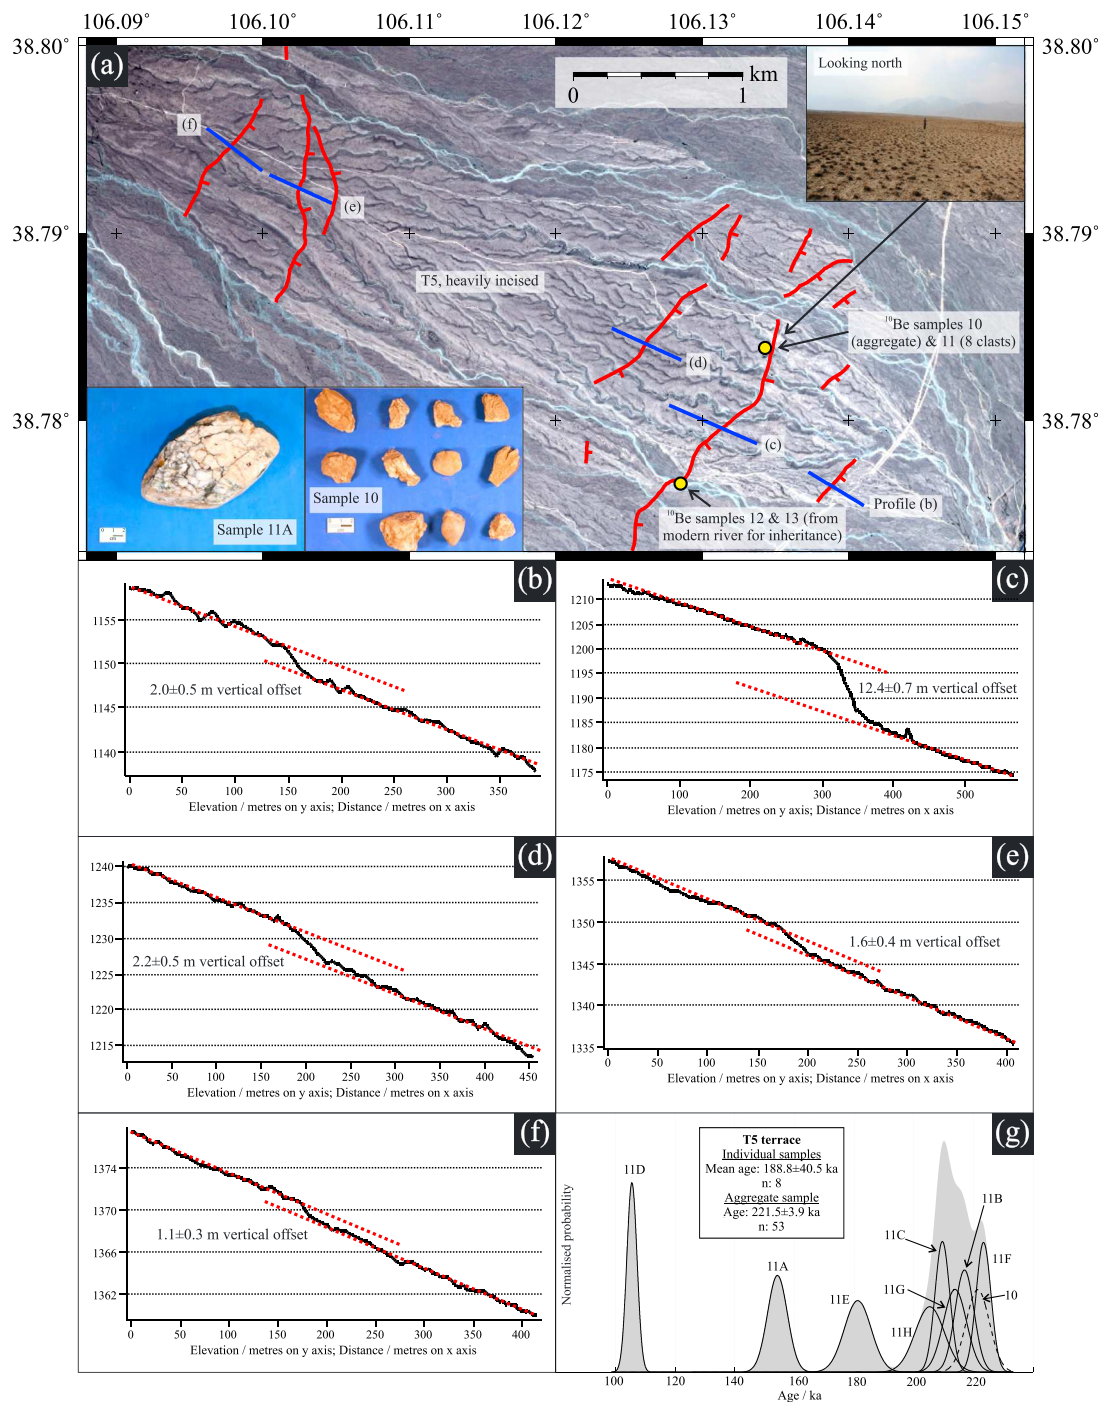 106.09° 106.10° 106.11° 106.12° 106.13° 106.14° 106.15°
38.80° 38.80°
(a)
km
0 1
Looking north
(f)
(e)
38.79° 38.79°
T5, heavily incised
10Be samples 10
(aggregate) & 11 (8 clasts)
(d)
38.78° 38.78°
(c)
Sample 10
Sample 11A
0 1 2
cm
cm
Profile (b)
10Be samples 12 & 13 (from
modern river for inheritance)
(b)
1155
1150
1145
1140
2.0±0.5 m vertical offset
0 50 100 150 200 250 300 350
Elevation / metres on y axis; Distance / metres on x axis
(c)
1210
1205
1200
1195
1190
1185
1180
1175
12.4±0.7 m vertical offset
0 100 200 300 400 500
Elevation / metres on y axis; Distance / metres on x axis
(d)
1240
1235
1230
1225
1220
1215
2.2±0.5 m vertical offset
0 50 100 150 200 250 300 350 400 450
Elevation / metres on y axis; Distance / metres on x axis
(e)
1355
1350
1345
1340
1335
1.6±0.4 m vertical offset
0 50 100 150 200 250 300 350 400
Elevation / metres on y axis; Distance / metres on x axis
(f)
1374
1370
1366
1362
1.1±0.3 m vertical offset
0 50 100 150 200 250 300 350 400
Elevation / metres on y axis; Distance / metres on x axis
(g)
T5 terrace
Individual samples
Mean age: 188.8±40.5 ka
n: 8
Aggregate sample
Age: 221.5±3.9 ka
n: 53
Normalised probability
11D
11A
11E
11C
11B
11F
11G
10
11H
100 120 140 160 180 200 220
Age / ka